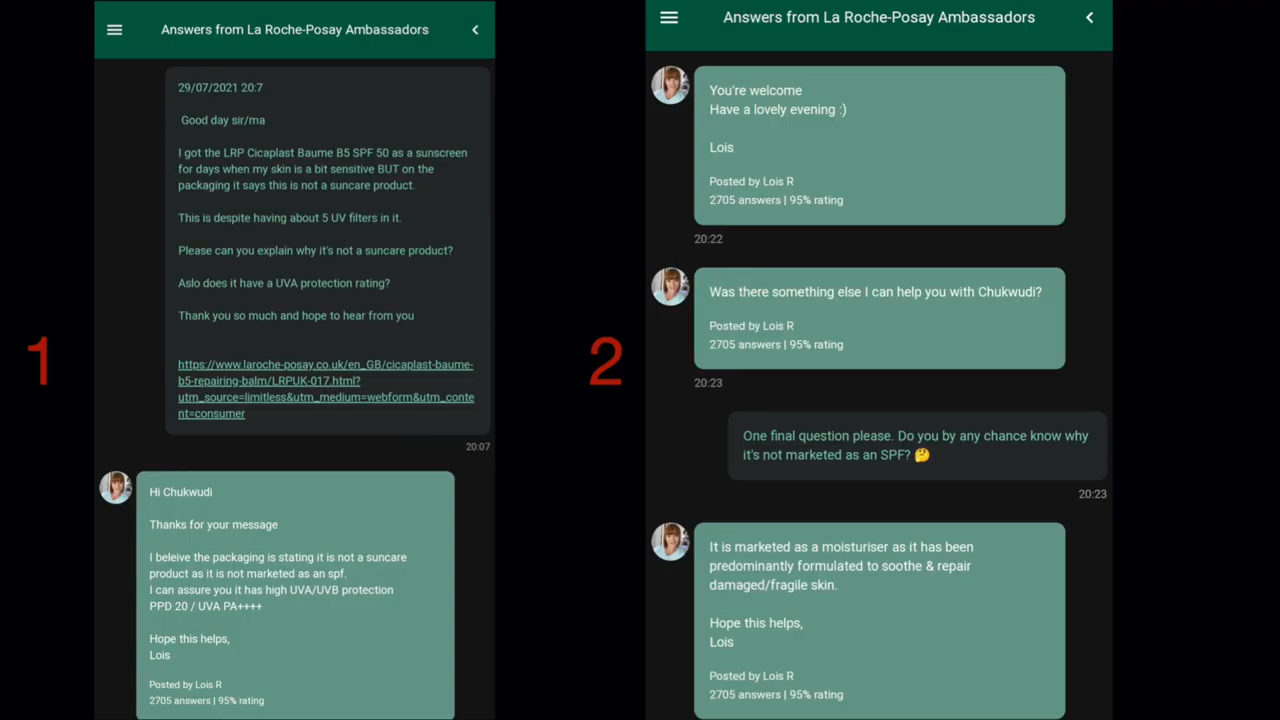 1
Answers from La Roche-Posay Ambassadors
29/07/2021 20:7
Good day sir/ma
I got the LRP Cicaplast Baume B5 SPF 50 as a sunscreen
for days when my skin is a bit sensitive BUT on the
packaging it says this is not a suncare product.
This is despite having about 5 UV filters in it.
Please can you explain why it's not a suncare product?
Aslo does it have a UVA protection rating?
Thank you so much and hope to hear from you
https://www.laroche-posay.co.uk/en_GB/cicaplast-baume-
b5-repairing-balm/LRPUK-017.html?
utm_source=limitless&utm_medium=webform&utm_conte
nt=consumer
20:07
Hi Chukwudi
Thanks for your message
I beleive the packaging is stating it is not a suncare
product as it is not marketed as an spf.
I can assure you it has high UVA/UVB protection
PPD 20 / UVA PA++++
Hope this helps,
Lois
Posted by Lois R
2705 answers | 95% rating
2
Answers from La Roche-Posay Ambassadors
You're welcome
Have a lovely evening :)
Lois
Posted by Lois R
2705 answers | 95% rating
20:22
Was there something else I can help you with Chukwudi?
Posted by Lois R
2705 answers | 95% rating
20:23
One final question please. Do you by any chance know why
it's not marketed as an SPF? 🤔
20:23
It is marketed as a moisturiser as it has been
predominantly formulated to soothe & repair
damaged/fragile skin.
Hope this helps,
Lois
Posted by Lois R
2705 answers | 95% rating